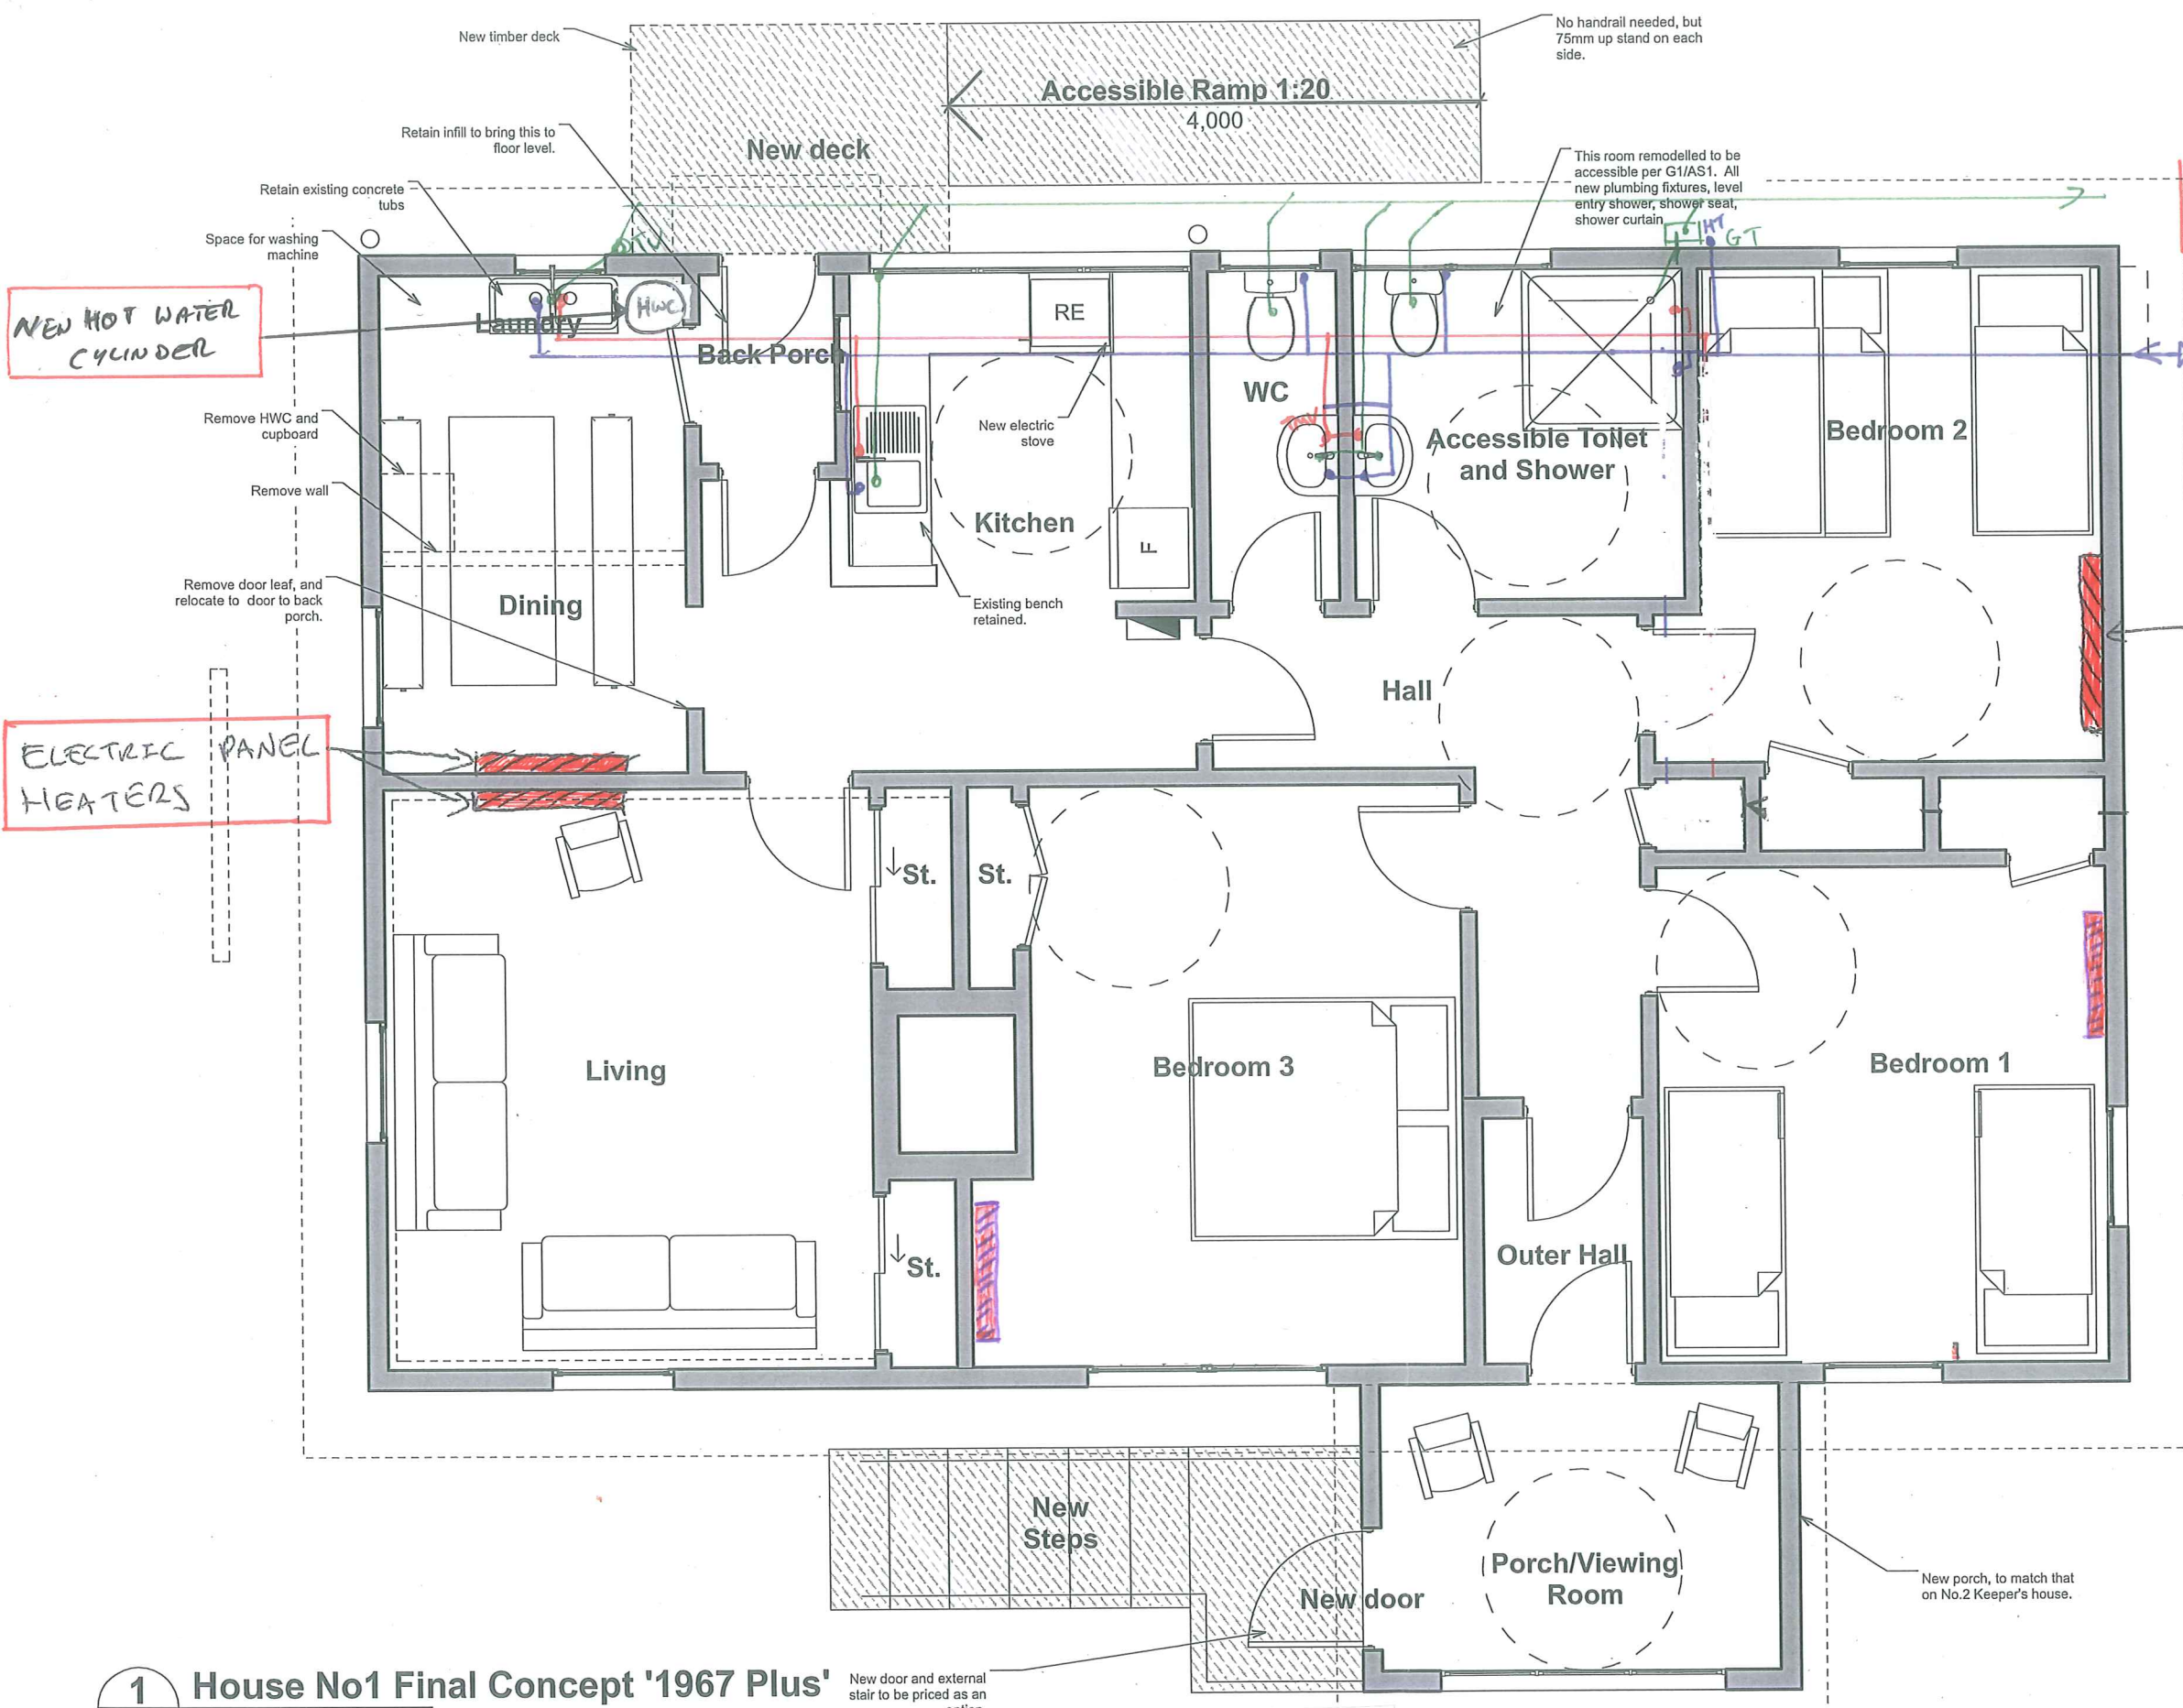 New timber deck
No handrail needed, but
75mm up stand on each
side.
Accessible Ramp 1:20
4,000
Retain infill to bring this to
floor level.
New deck
This room remodelled to be
accessible per G1/AS1. All
new plumbing fixtures, level
entry shower, shower seat,
shower curtain
Retain existing concrete
tubs
Space for washing
machine
TV
HT
GT
NEW HOT WATER
CYLINDER
HWC
Laundry
Back Porch
RE
WC
TMV
New electric
stove
Accessible Toilet
and Shower
Bedroom 2
Remove HWC and
cupboard
Remove wall
Kitchen
F
Remove door leaf, and
relocate to door to back
porch.
Dining
Existing bench
retained.
Hall
ELECTRIC PANEL
HEATERS
St.
St.
Living
Bedroom 3
Bedroom 1
St.
Outer Hall
New
Steps
Porch/Viewing
Room
New door
New porch, to match that
on No.2 Keeper's house.
1
House No1 Final Concept '1967 Plus'
New door and external
stair to be priced as an